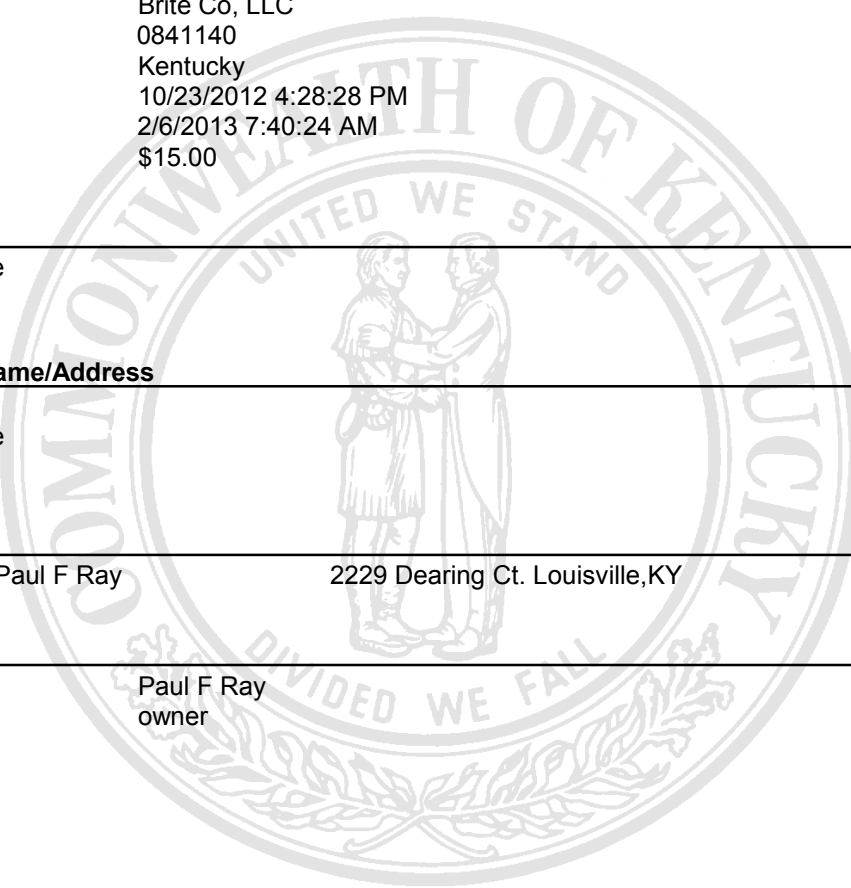 Brite Co, LLC
0841140
Kentucky
10/23/2012 4:28:28 PM
2/6/2013 7:40:24 AM
$15.00
COMMONWEALTH OF KENTUCKY
UNITED WE STAND
e
ame/Address
e
Paul F Ray 2229 Dearing Ct. Louisville,KY
DIVIDED WE FALL
Paul F Ray
owner